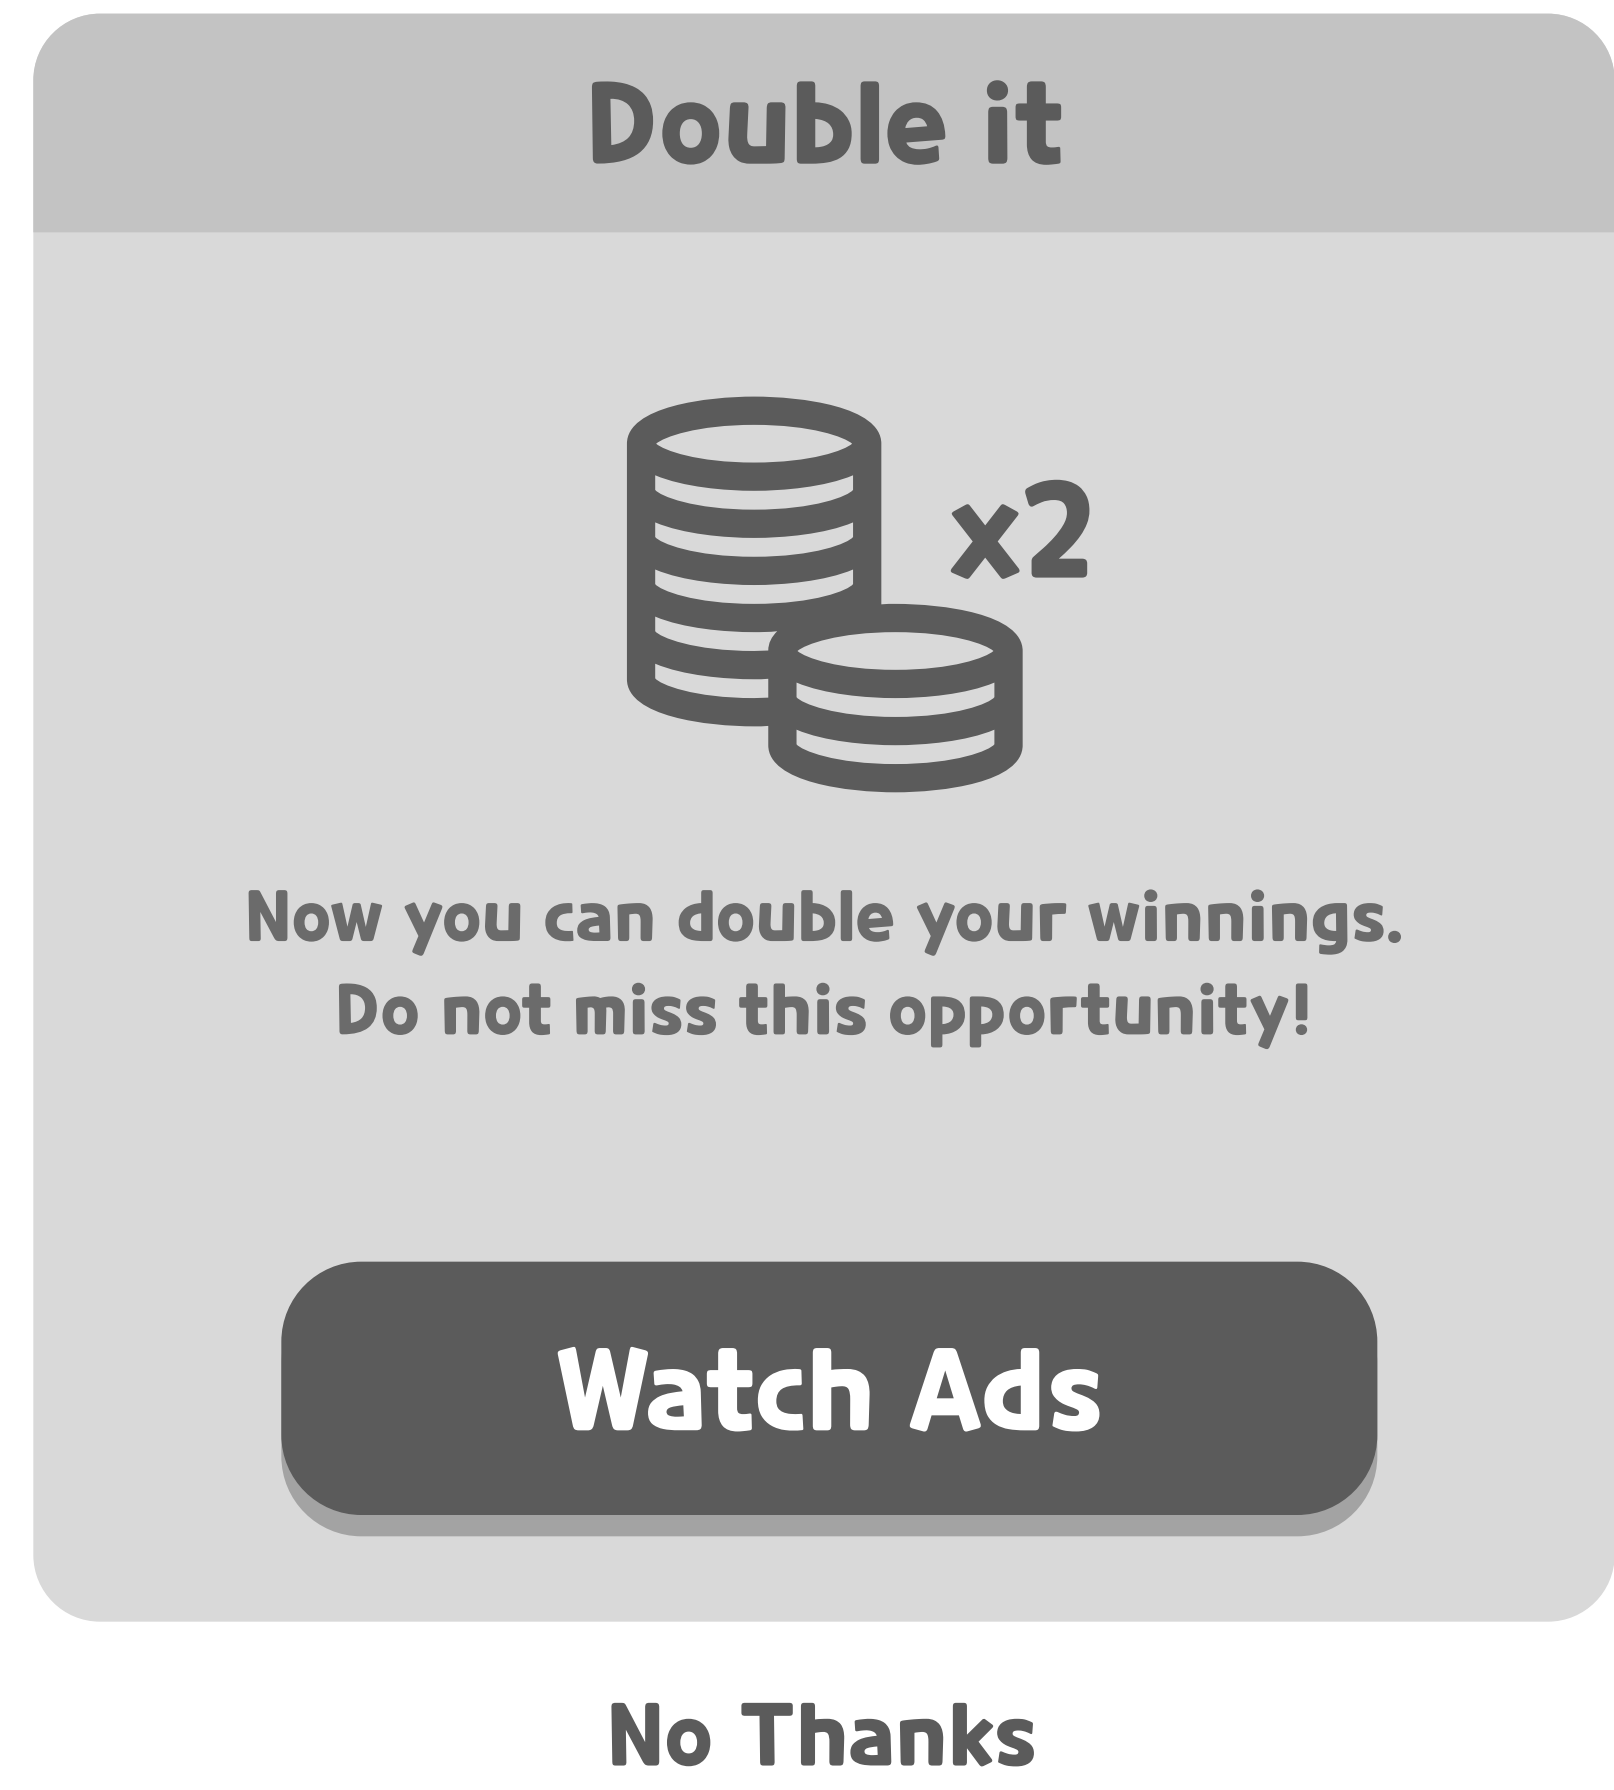 Double it
x2
Now you can double your winnings.
Do not miss this opportunity!
Watch Ads
No Thanks